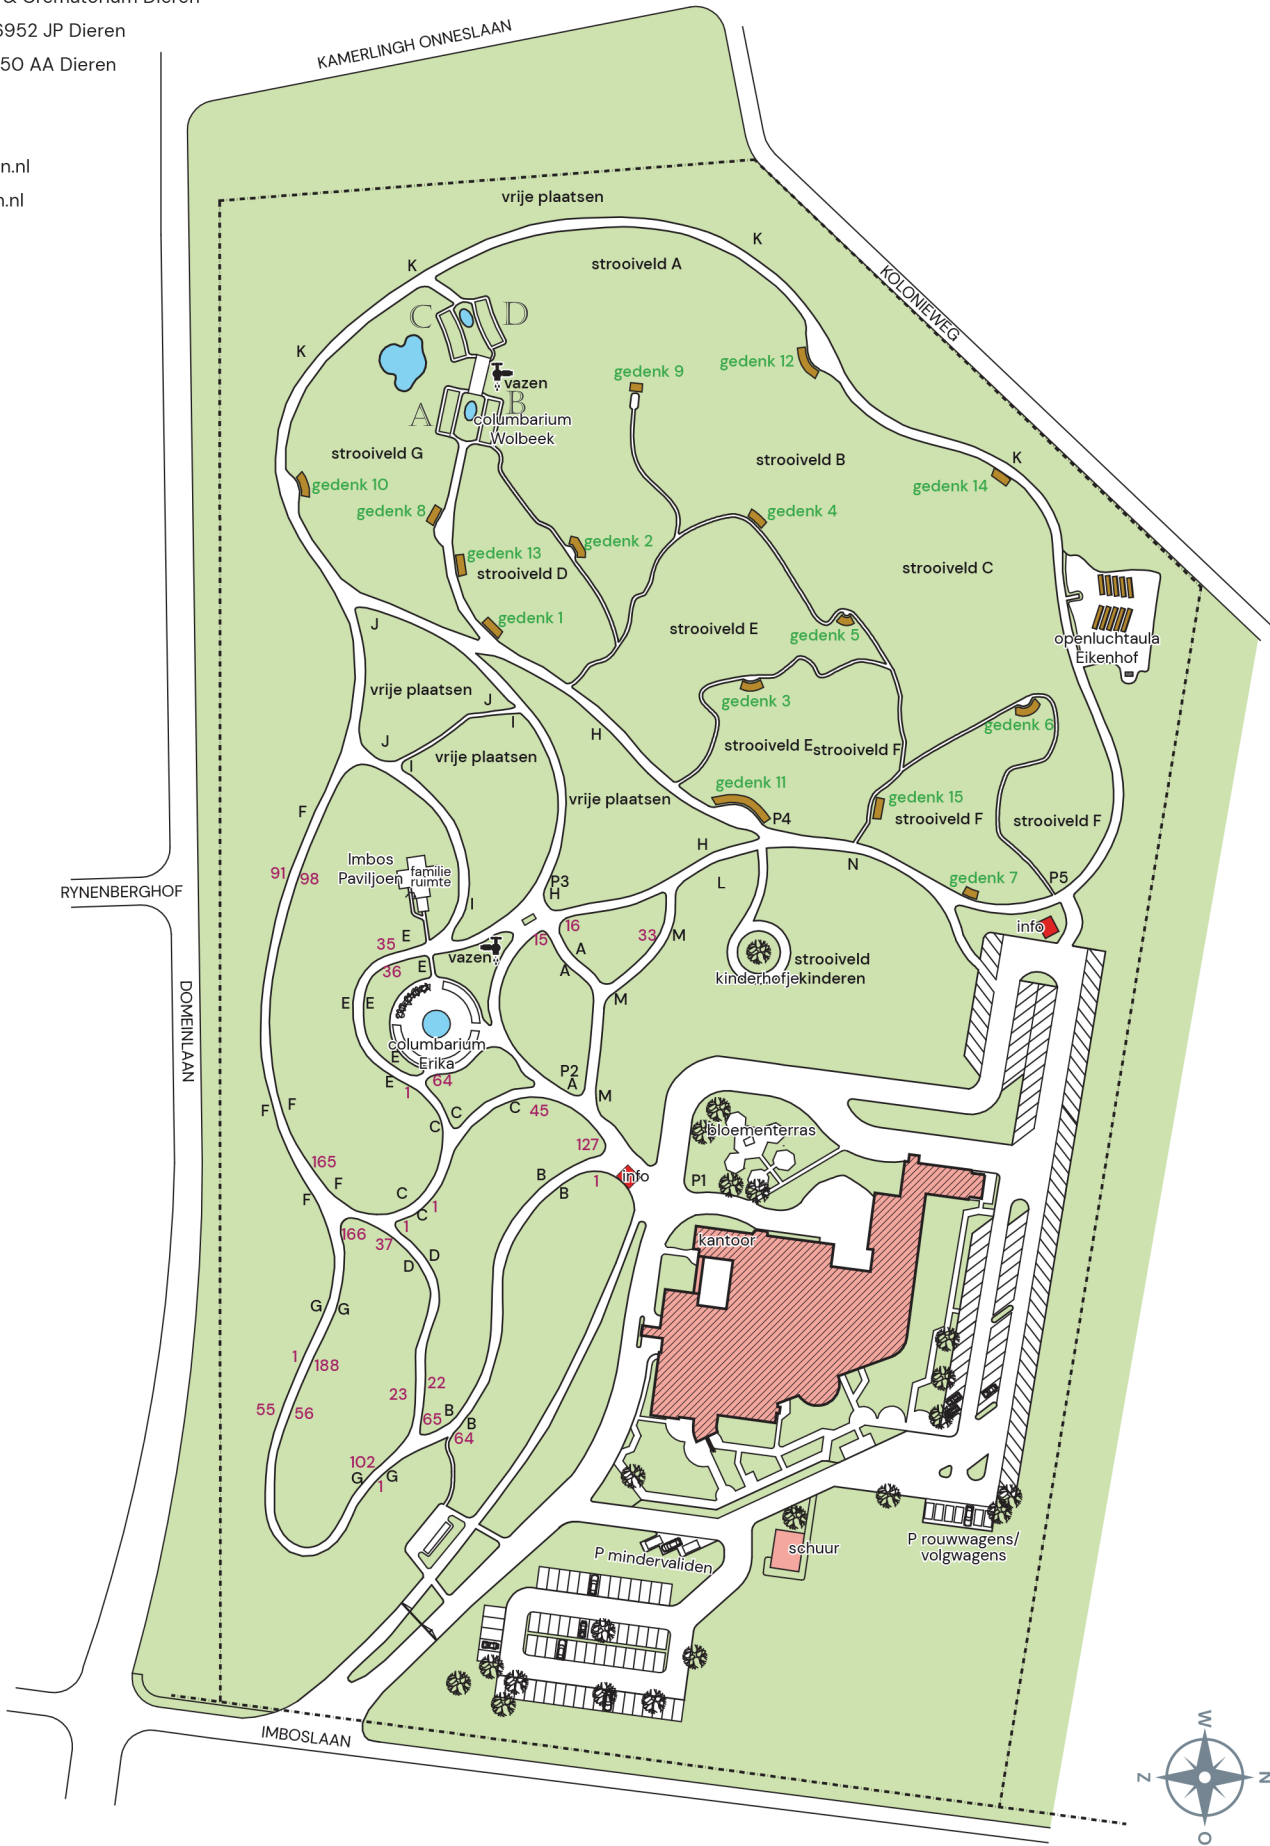 & Crematorium Dieren
6952 JP Dieren
50 AA Dieren
n.nl
n.nl
KAMERLINGH ONNESLAAN
KOLONIEWEG
vrije plaatsen
K
strooiveld A
K
C
D
K
gedenk 12
gedenk 9
vazen
A
B
columbarium
Wolbeek
strooiveld G
strooiveld B
K
gedenk 10
gedenk 14
gedenk 8
gedenk 4
gedenk 2
gedenk 13
strooiveld D
strooiveld C
gedenk 1
J
strooiveld E
gedenk 5
openluchtaula
Eikenhof
vrije plaatsen
J
gedenk 3
I
gedenk 6
H
J
strooiveld E
strooiveld F
vrije plaatsen
I
gedenk 11
vrije plaatsen
gedenk 15
F
P4
strooiveld F
strooiveld F
H
N
Imbos
Paviljoen
familie
ruimte
91
98
RYNENBERGHOF
P3
H
L
gedenk 7
P5
I
16
info
35
E
15
33
M
vazen
A
36
E
A
strooiveld
kinderen
kinderhofje
M
E
E
DOMEINLAAN
columbarium
Erika
E
E
64
1
P2
A
M
F
F
C
C
45
C
127
bloementerras
165
F
B
B
1
info
P1
F
C
C
1
1
166
37
kantoor
D
D
G
G
1
188
22
23
55
56
B
65
B
64
102
G
G
1
P rouwwagens/
volgwagens
schuur
P mindervaliden
IMBOSLAAN
W
Z
N
O